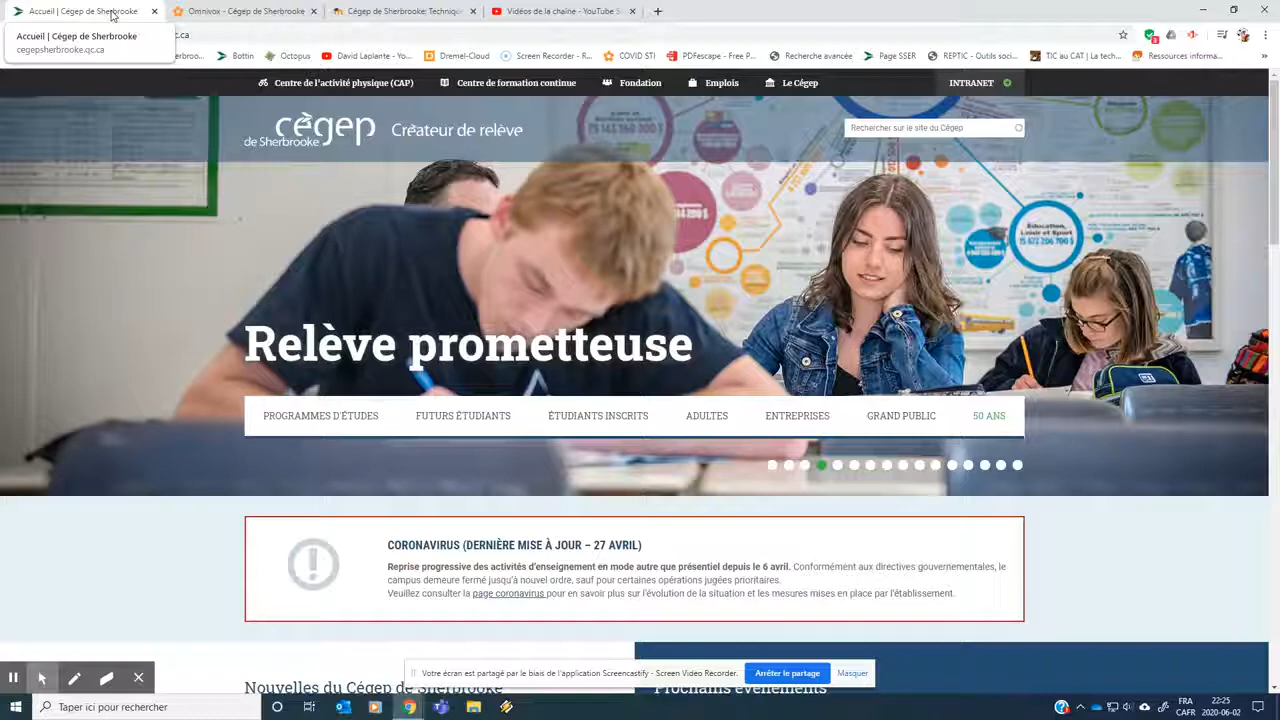 Accueil | Cégep de Sherbrooke
Omnivox - Cégep de Sherbrooke
Cégep de Sherbrooke: Technique
Vidéos de la chaîne - YouTube S
Accueil | Cégep de Sherbrooke
cegepsherbrooke.qc.ca
.ca
erbroo...
Bottin
Octopus
David Laplante - Yo...
Dremel-Cloud
Screen Recorder - R...
COVID STI
PDFescape - Free P...
Recherche avancée
Page SSER
REPTIC - Outils soci...
TIC au CAT | La tech...
Ressources informa...
Centre de l'activité physique (CAP)
Centre de formation continue
Fondation
Emplois
Le Cégep
INTRANET
cégep
de Sherbrooke
Créateur de relève
Rechercher sur le site du Cégep
Éducation,
Loisir et Sport
15 672 206 700 $
Relève prometteuse
PROGRAMMES D'ÉTUDES
FUTURS ÉTUDIANTS
ÉTUDIANTS INSCRITS
ADULTES
ENTREPRISES
GRAND PUBLIC
50 ANS
CORONAVIRUS (DERNIÈRE MISE À JOUR – 27 AVRIL)
Reprise progressive des activités d'enseignement en mode autre que présentiel depuis le 6 avril. Conformément aux directives gouvernementales, le
campus demeure fermé jusqu'à nouvel ordre, sauf pour certaines opérations jugées prioritaires.
Veuillez consulter la page coronavirus pour en savoir plus sur l'évolution de la situation et les mesures mises en place par l'établissement.
Votre écran est partagé par le biais de l'application Screencastify - Screen Video Recorder.
Arrêter le partage
Masquer
Nouvelles du Cégep de Sherbrooke
Prochains événements
Taper ici pour rechercher
FRA
CAFR
22:25
2020-06-02